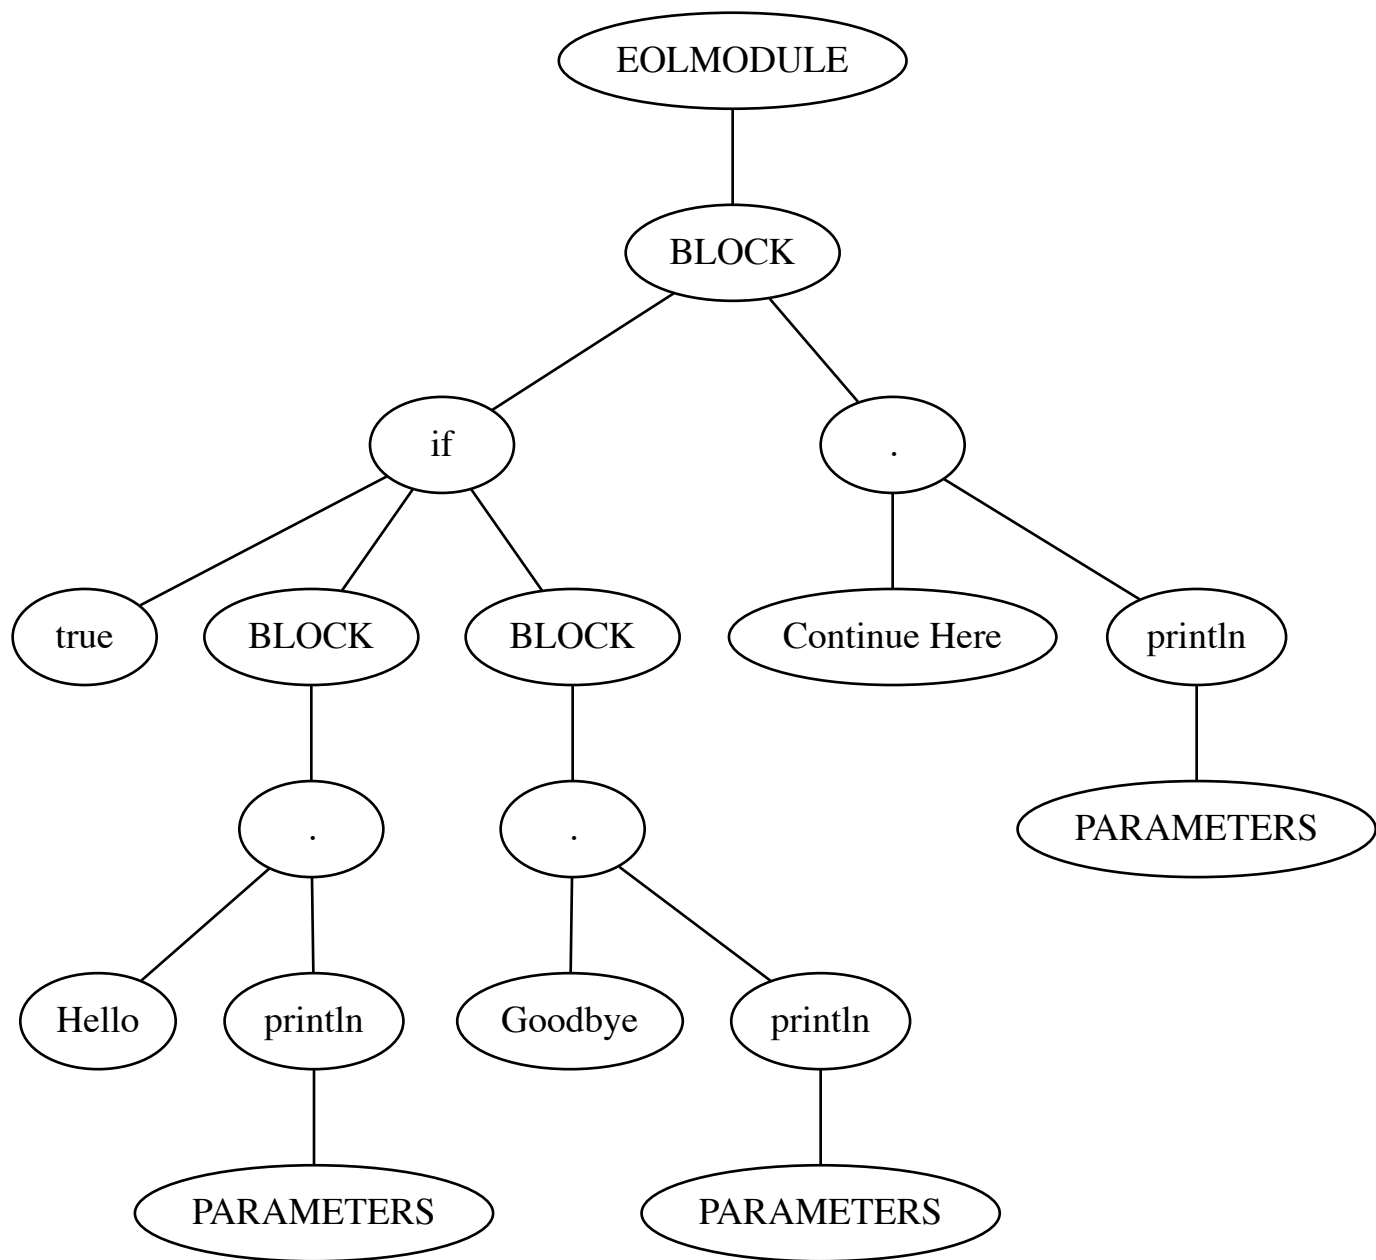 EOLMODULE
BLOCK
if
.
true
BLOCK
BLOCK
Continue Here
println
.
.
PARAMETERS
Hello
println
Goodbye
println
PARAMETERS
PARAMETERS